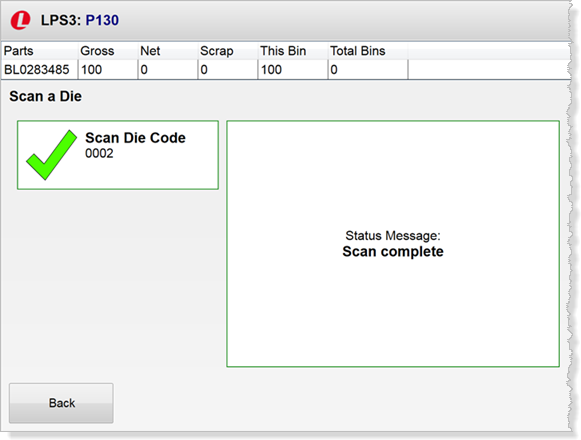 LPS3: P130
Parts Gross Net Scrap This Bin Total Bins
BL0283485 100 0 0 100 0
Scan a Die
Scan Die Code
0002
Status Message:
Scan complete
Back